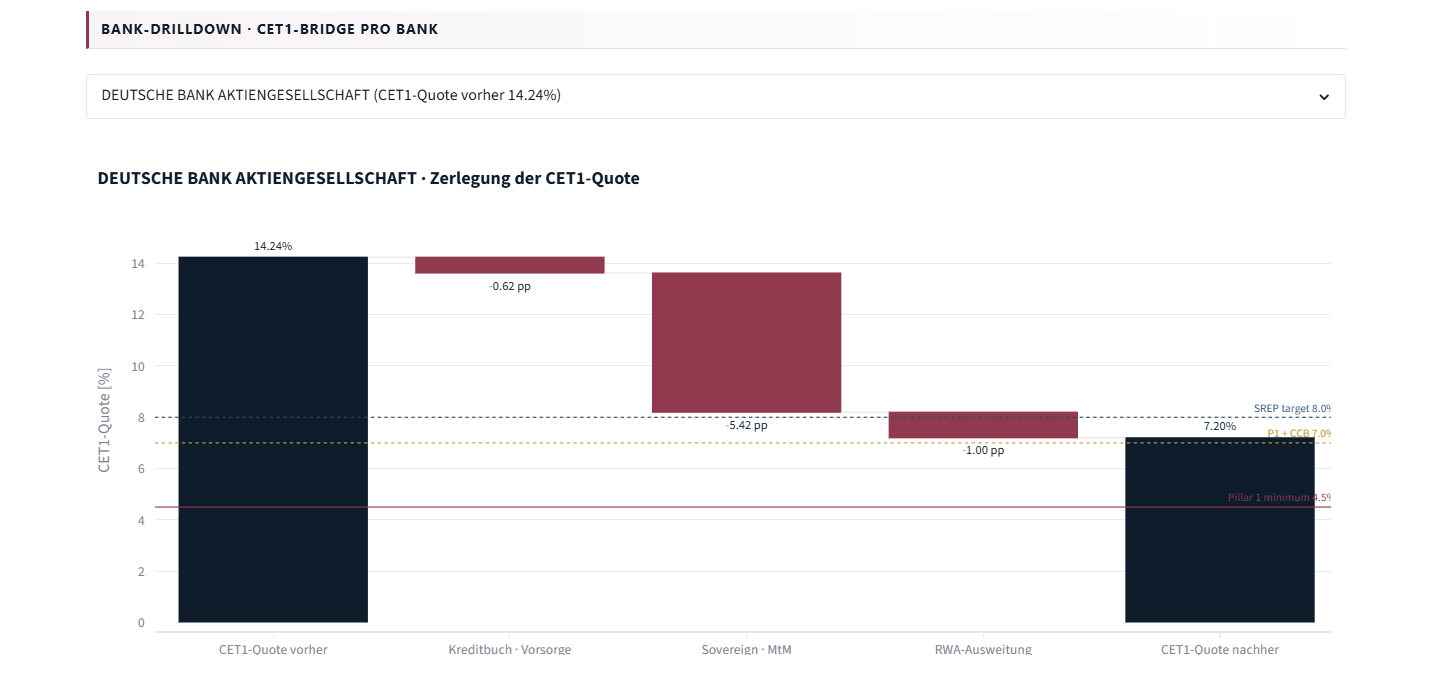 BANK-DRILLDOWN · CET1-BRIDGE PRO BANK
DEUTSCHE BANK AKTIENGESELLSCHAFT (CET1-Quote vorher 14.24%)
DEUTSCHE BANK AKTIENGESELLSCHAFT · Zerlegung der CET1-Quote
14.24%
14
-0.62 pp
12
10
CET1-Quote [%]
8
SREP target 8.0%
-5.42 pp
7.20%
P1 + CCB 7.0%
-1.00 pp
6
Pillar 1 minimum 4.5%
4
2
0
CET1-Quote vorher
Kreditbuch · Vorsorge
Sovereign · MtM
RWA-Ausweitung
CET1-Quote nachher